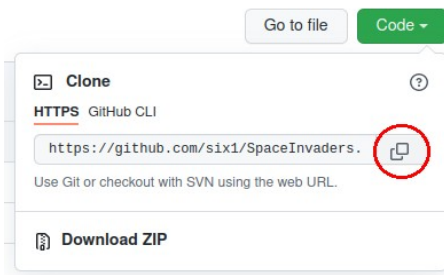 Go to file Code
Clone
HTTPS GitHub CLI
https://github.com/six1/SpaceInvaders.
Use Git or checkout with SVN using the web URL.
Download ZIP